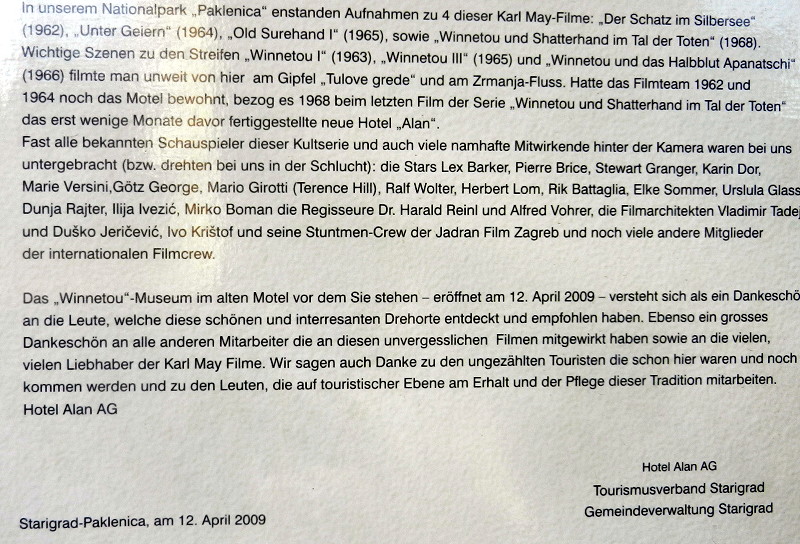 In unserem Nationalpark „Paklenica“ enstanden Aufnahmen zu 4 dieser Karl May-Filme: „Der Schatz im Silbersee“
(1962), „Unter Geiern“ (1964), „Old Surehand I“ (1965), sowie „Winnetou und Shatterhand im Tal der Toten“ (1968).
Wichtige Szenen zu den Streifen „Winnetou I“ (1963), „Winnetou III“ (1965) und „Winnetou und das Halbblut Apanatschi“
(1966) filmte man unweit von hier am Gipfel „Tulove grede“ und am Zrmanja-Fluss. Hatte das Filmteam 1962 und
1964 noch das Motel bewohnt, bezog es 1968 beim letzten Film der Serie „Winnetou und Shatterhand im Tal der Toten“
das erst wenige Monate davor fertiggestellte neue Hotel „Alan“.
Fast alle bekannten Schauspieler dieser Kultserie und auch viele namhafte Mitwirkende hinter der Kamera waren bei uns
untergebracht (bzw. drehten bei uns in der Schlucht): die Stars Lex Barker, Pierre Brice, Stewart Granger, Karin Dor,
Marie Versini,Götz George, Mario Girotti (Terence Hill), Ralf Wolter, Herbert Lom, Rik Battaglia, Elke Sommer, Urslula Glass
Dunja Rajter, Ilija Ivezić, Mirko Boman die Regisseure Dr. Harald Reinl und Alfred Vohrer, die Filmarchitekten Vladimir Tadej
und Duško Jeričević, Ivo Krištof und seine Stuntmen-Crew der Jadran Film Zagreb und noch viele andere Mitglieder
der internationalen Filmcrew.
Das „Winnetou“-Museum im alten Motel vor dem Sie stehen – eröffnet am 12. April 2009 – versteht sich als ein Dankeschö
an die Leute, welche diese schönen und interresanten Drehorte entdeckt und empfohlen haben. Ebenso ein grosses
Dankeschön an alle anderen Mitarbeiter die an diesen unvergesslichen Filmen mitgewirkt haben sowie an die vielen,
vielen Liebhaber der Karl May Filme. Wir sagen auch Danke zu den ungezählten Touristen die schon hier waren und noch
kommen werden und zu den Leuten, die auf touristischer Ebene am Erhalt und der Pflege dieser Tradition mitarbeiten.
Hotel Alan AG
Hotel Alan AG
Tourismusverband Starigrad
Gemeindeverwaltung Starigrad
Starigrad-Paklenica, am 12. April 2009